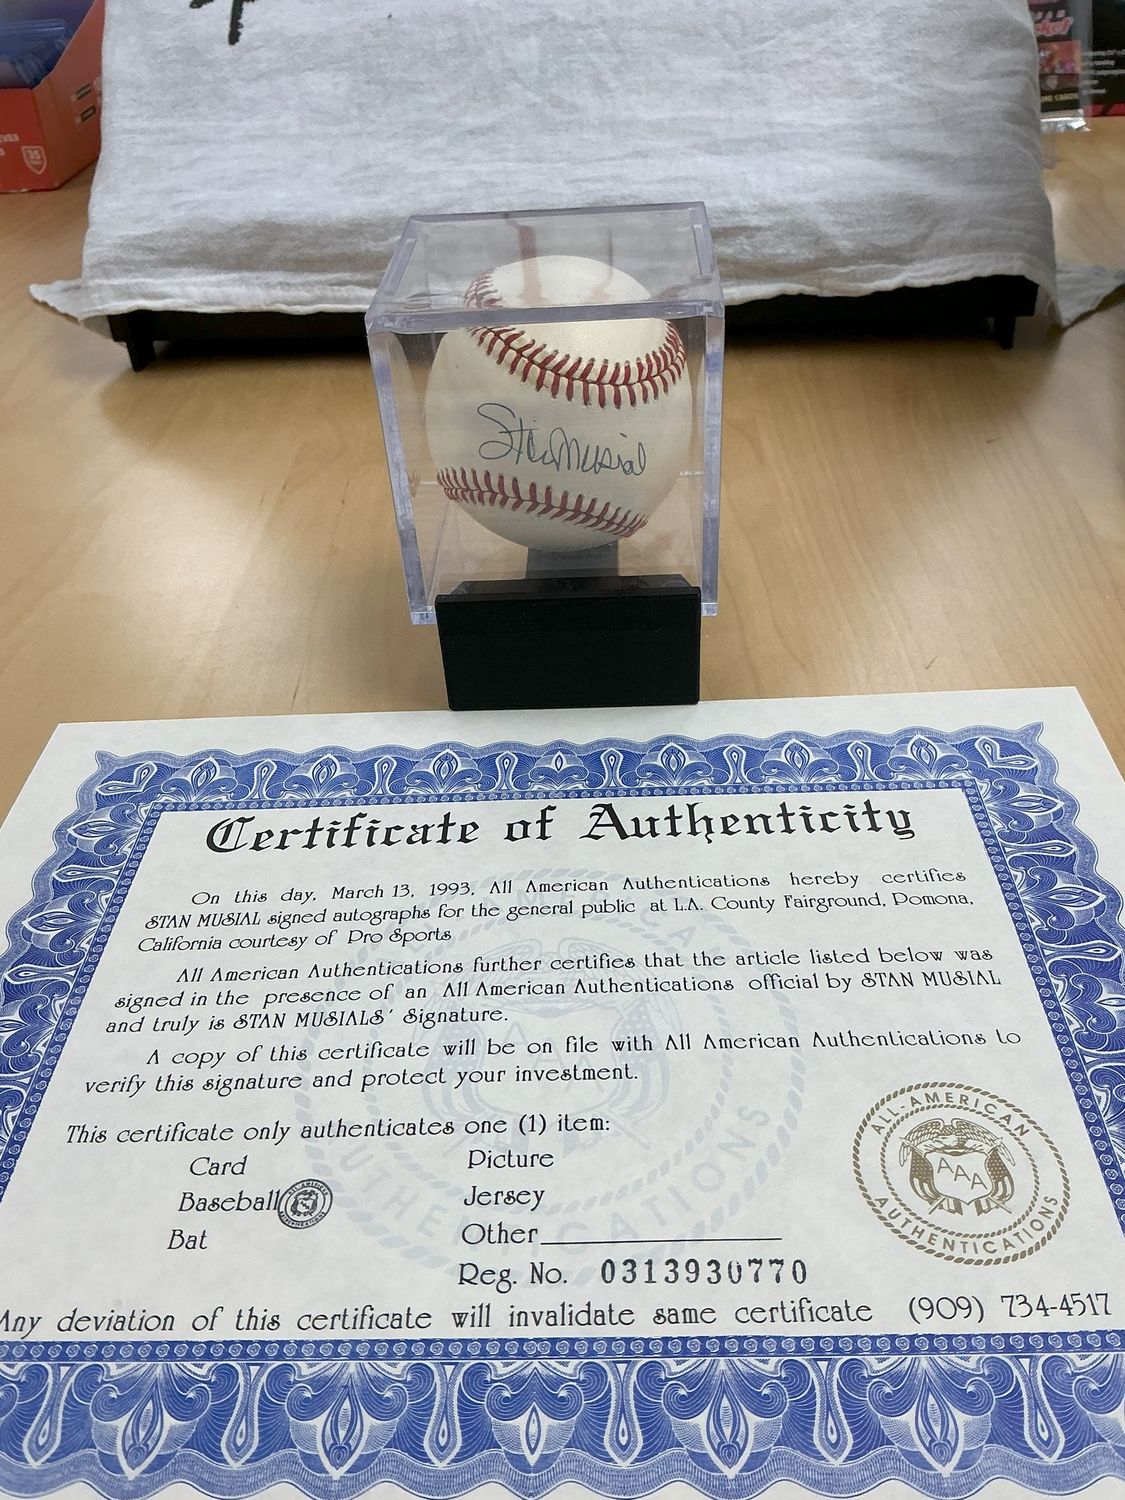 Stan Musial
Certificate of Authenticity
On this day, March 13, 1993, All American Authentications hereby certifies
STAN MUSIAL signed autographs for the general public at L.A. County Fairground, Pomona,
California courtesy of Pro Sports
All American Authentications further certifies that the article listed below was
signed in the presence of an All American Authentications official by STAN MUSIAL
and truly is STAN MUSIALS' Signature.
A copy of this certificate will be on file with All American Authentications to
verify this signature and protect your investment.
This certificate only authenticates one (1) item:
Card Picture
Baseball Jersey
Bat Other
Reg. No. 0313930770
ALL-AMERICAN
AAA
AUTHENTICATIONS
Any deviation of this certificate will invalidate same certificate (909) 734-4517